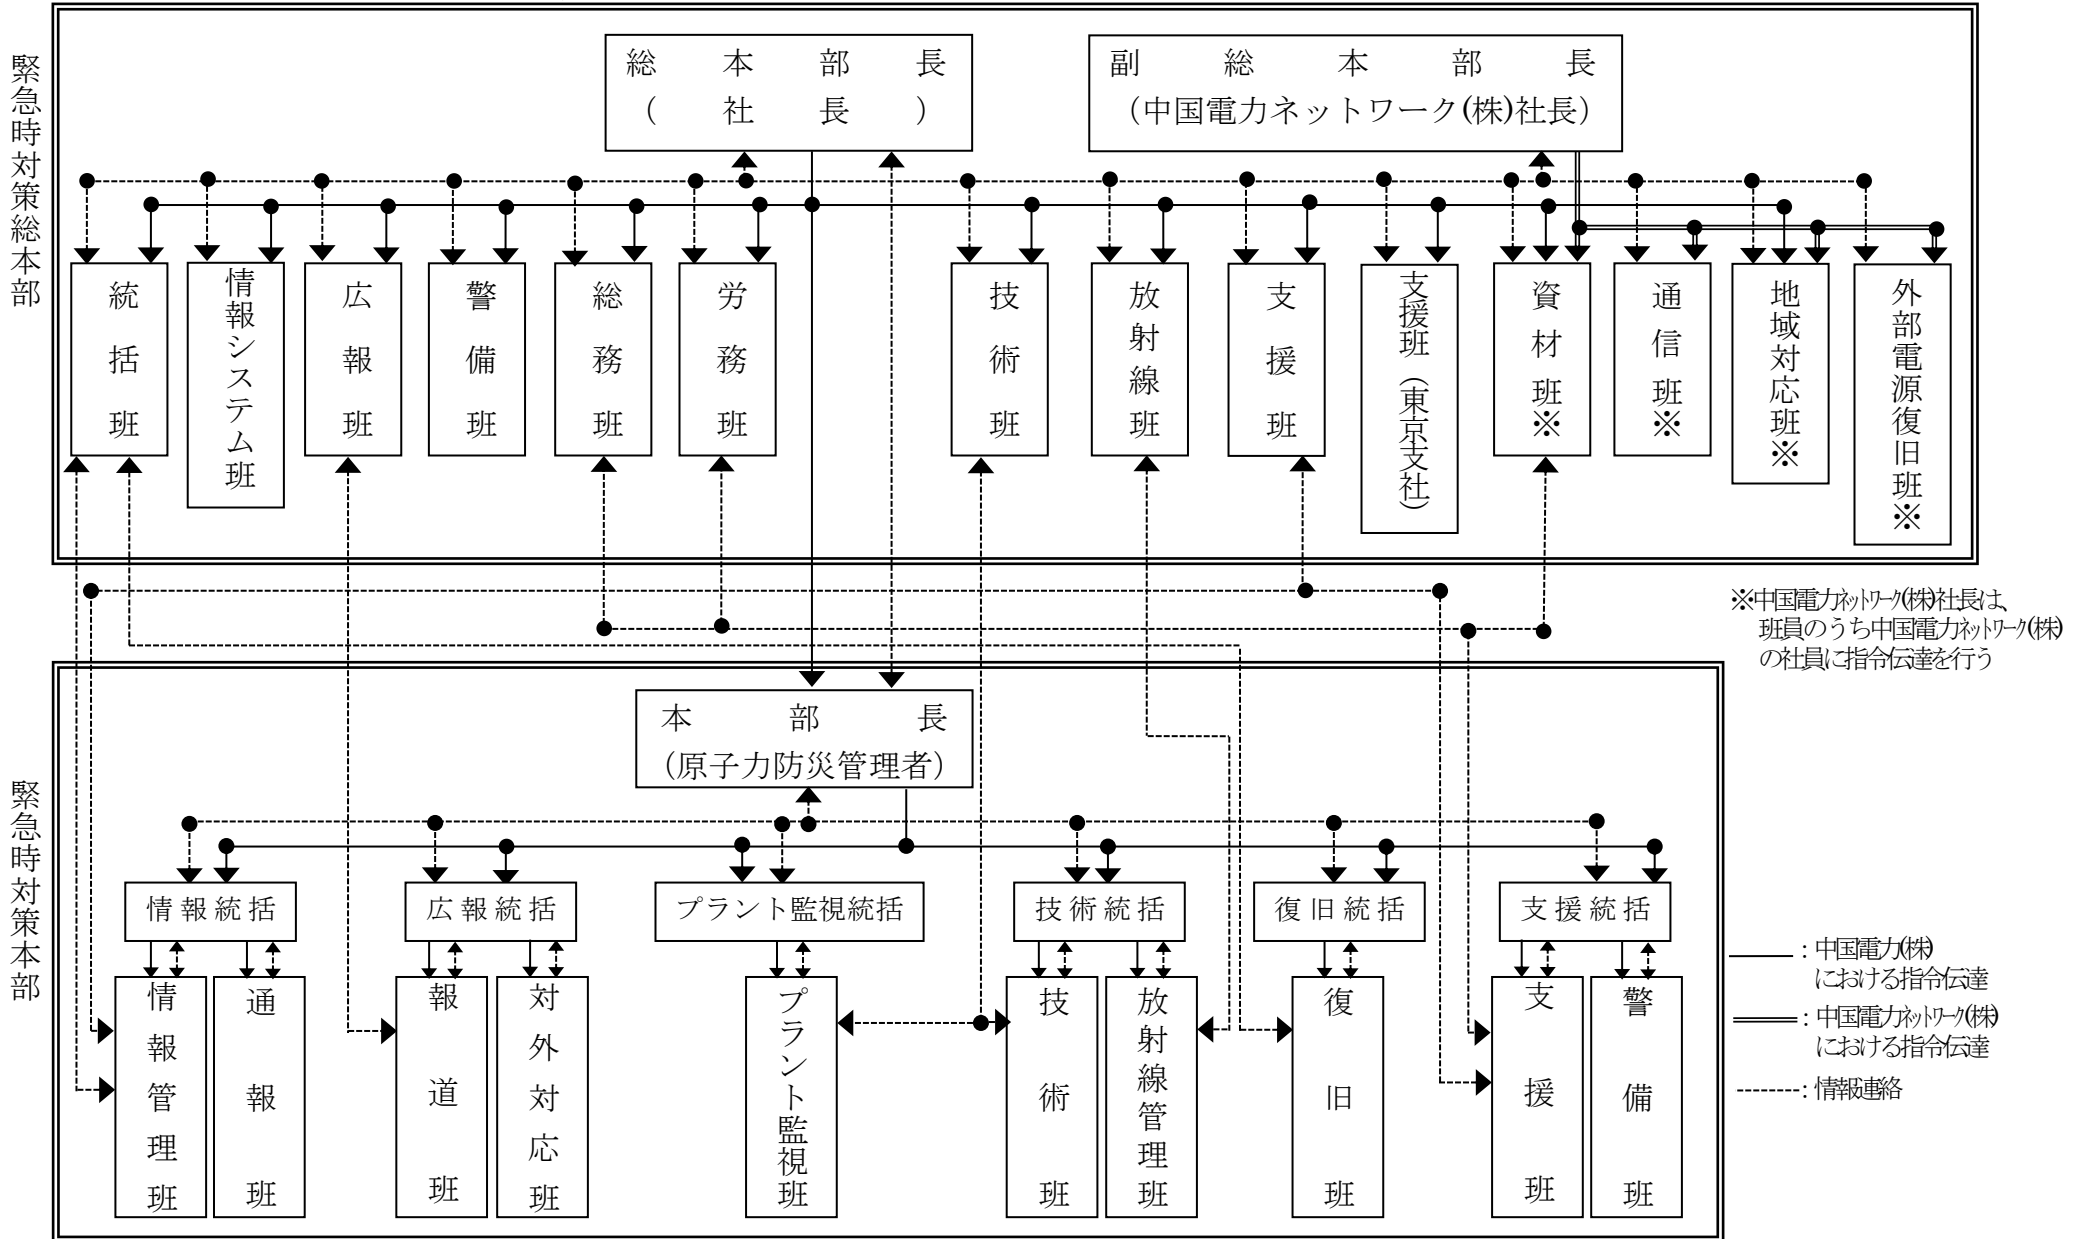 緊急時対策総本部
総本部長
（社長）
副総本部長
（中国電力ネットワーク(株)社長）
統括班
情報システム班
広報班
警備班
総務班
労務班
技術班
放射線班
支援班
支援班（東京支社）
資材班※
通信班※
地域対応班※
外部電源復旧班※
※中国電力ネットワーク(株)社長は、
班員のうち中国電力ネットワーク(株)
の社員に指令伝達を行う
緊急時対策本部
本部長
（原子力防災管理者）
情報統括
広報統括
プラント監視統括
技術統括
復旧統括
支援統括
情報管理班
通報班
報道班
対外対応班
プラント監視班
技術班
放射線管理班
復旧班
支援班
警備班
：中国電力(株)
における指令伝達
：中国電力ネットワーク(株)
における指令伝達
：情報連絡